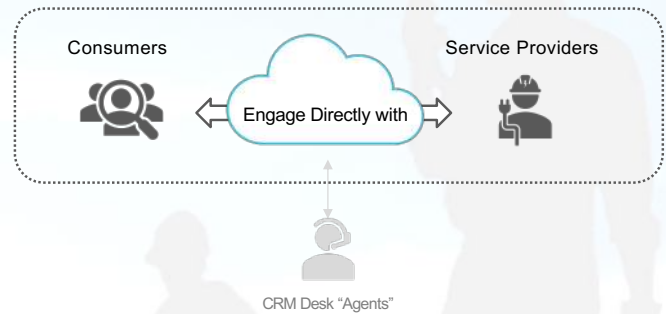 Consumers
Service Providers
Engage Directly with
CRM Desk “Agents”